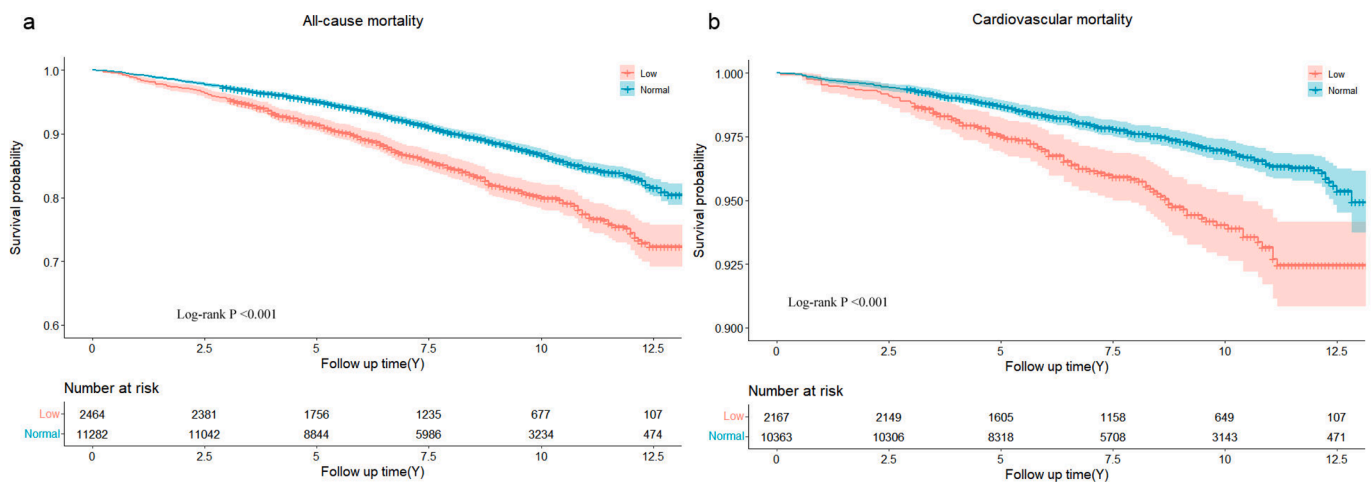 a
All-cause mortality
Low
Normal
Survival probability
1.0
0.9
0.8
0.7
0.6
Log-rank P <0.001
0 2.5 5 7.5 10 12.5
Follow up time(Y)
Number at risk
Low 2464 2381 1756 1235 677 107
Normal 11282 11042 8844 5986 3234 474
0 2.5 5 7.5 10 12.5
Follow up time(Y)
b
Cardiovascular mortality
Low
Normal
Survival probability
1.000
0.975
0.950
0.925
0.900
Log-rank P <0.001
0 2.5 5 7.5 10 12.5
Follow up time(Y)
Number at risk
Low 2167 2149 1605 1158 649 107
Normal 10363 10306 8318 5708 3143 471
0 2.5 5 7.5 10 12.5
Follow up time(Y)